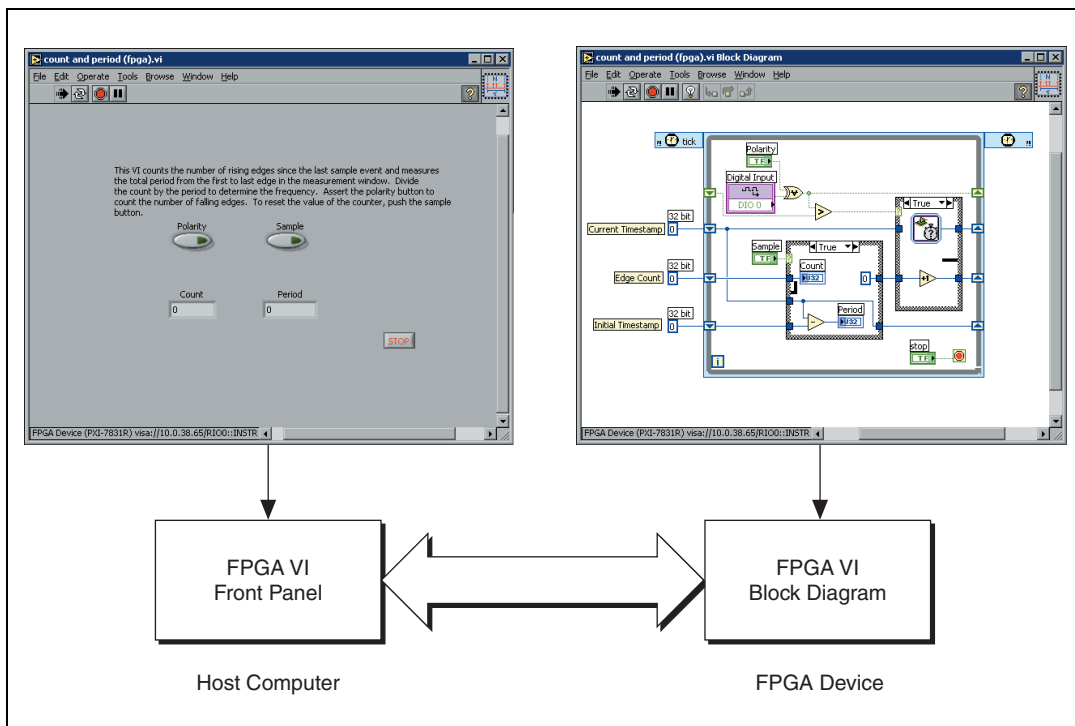 count and period (fpga).vi
File Edit Operate Tools Browse Window Help
?
This VI counts the number of rising edges since the last sample event and measures
the total period from the first to last edges in the measurement window. Divide
the count by the period to determine the frequency. Assert the polarity button to
count the number of falling edges. To reset the value of the counter, push the sample
button.
Polarity
Sample
Count
Period
0
0
STOP
FPGA Device (PXI-7831R) visa://10.0.38.65/RIO0::INSTR
count and period (fpga).vi Block Diagram
File Edit Operate Tools Browse Window Help
?
tick
Polarity
TF
Digital Input
DIO 0
True
32 bit
Current Timestamp
0
Sample
TF
True
32 bit
Count
U32
Edge Count
0
0
+1
Period
U32
32 bit
Initial Timestamp
0
stop
TF
i
FPGA Device (PXI-7831R) visa://10.0.38.65/RIO0::INSTR
FPGA VI
Front Panel
FPGA VI
Block Diagram
Host Computer
FPGA Device